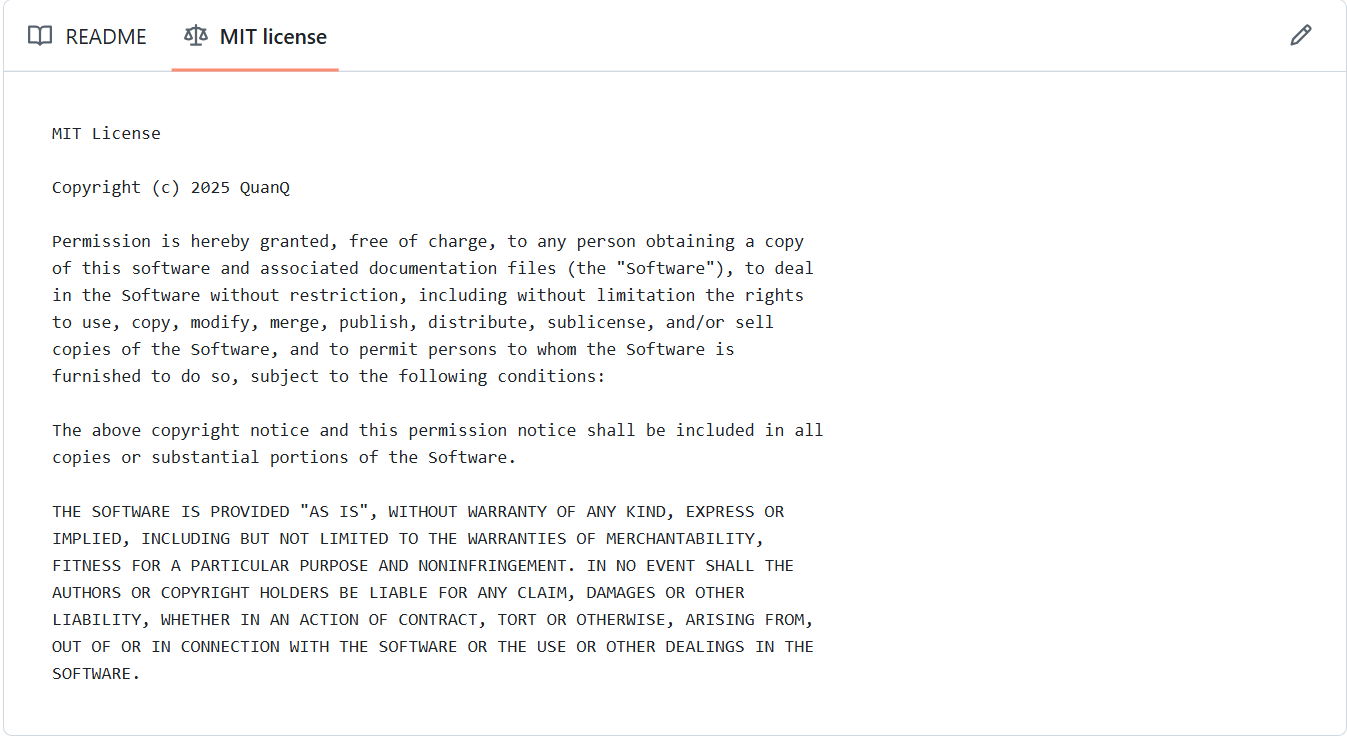 README
MIT license
MIT License
Copyright (c) 2025 QuanQ
Permission is hereby granted, free of charge, to any person obtaining a copy
of this software and associated documentation files (the "Software"), to deal
in the Software without restriction, including without limitation the rights
to use, copy, modify, merge, publish, distribute, sublicense, and/or sell
copies of the Software, and to permit persons to whom the Software is
furnished to do so, subject to the following conditions:
The above copyright notice and this permission notice shall be included in all
copies or substantial portions of the Software.
THE SOFTWARE IS PROVIDED "AS IS", WITHOUT WARRANTY OF ANY KIND, EXPRESS OR
IMPLIED, INCLUDING BUT NOT LIMITED TO THE WARRANTIES OF MERCHANTABILITY,
FITNESS FOR A PARTICULAR PURPOSE AND NONINFRINGEMENT. IN NO EVENT SHALL THE
AUTHORS OR COPYRIGHT HOLDERS BE LIABLE FOR ANY CLAIM, DAMAGES OR OTHER
LIABILITY, WHETHER IN AN ACTION OF CONTRACT, TORT OR OTHERWISE, ARISING FROM,
OUT OF OR IN CONNECTION WITH THE SOFTWARE OR THE USE OR OTHER DEALINGS IN THE
SOFTWARE.